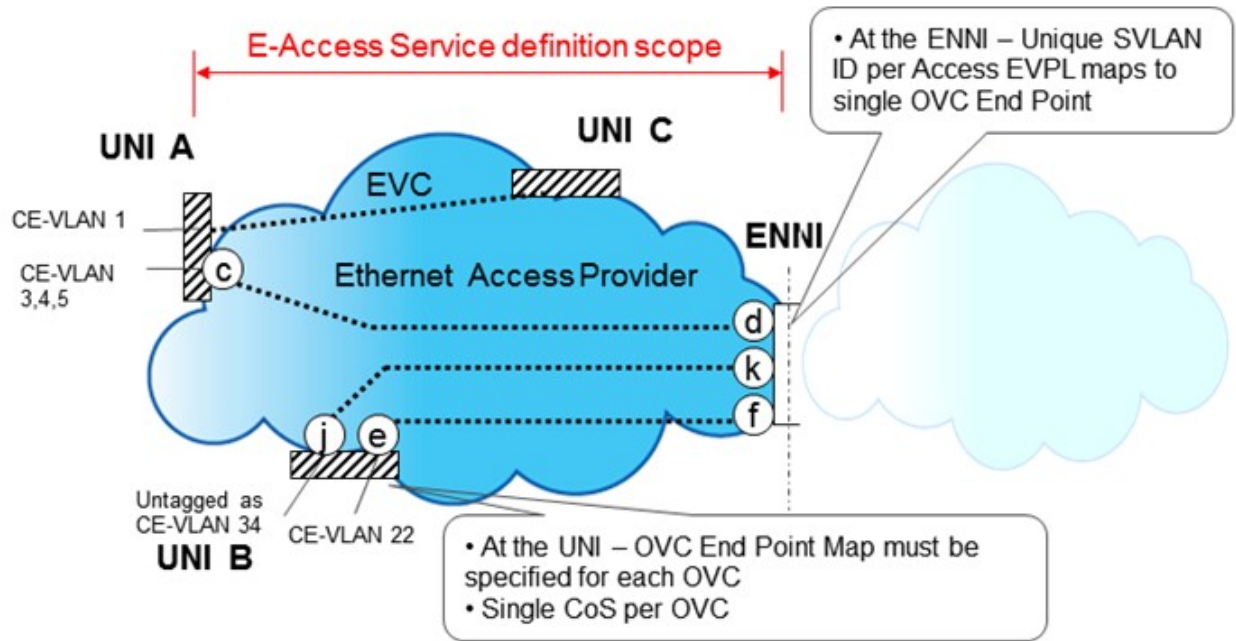 E-Access Service definition scope
• At the ENNI – Unique SVLAN
ID per Access EVPL maps to
single OVC End Point
UNI A
UNI C
EVC
CE-VLAN 1
ENNI
CE-VLAN
3,4,5
c
Ethernet Access Provider
d
k
f
j
e
Untagged as
CE-VLAN 34
CE-VLAN 22
UNI B
• At the UNI – OVC End Point Map must be
specified for each OVC
• Single CoS per OVC